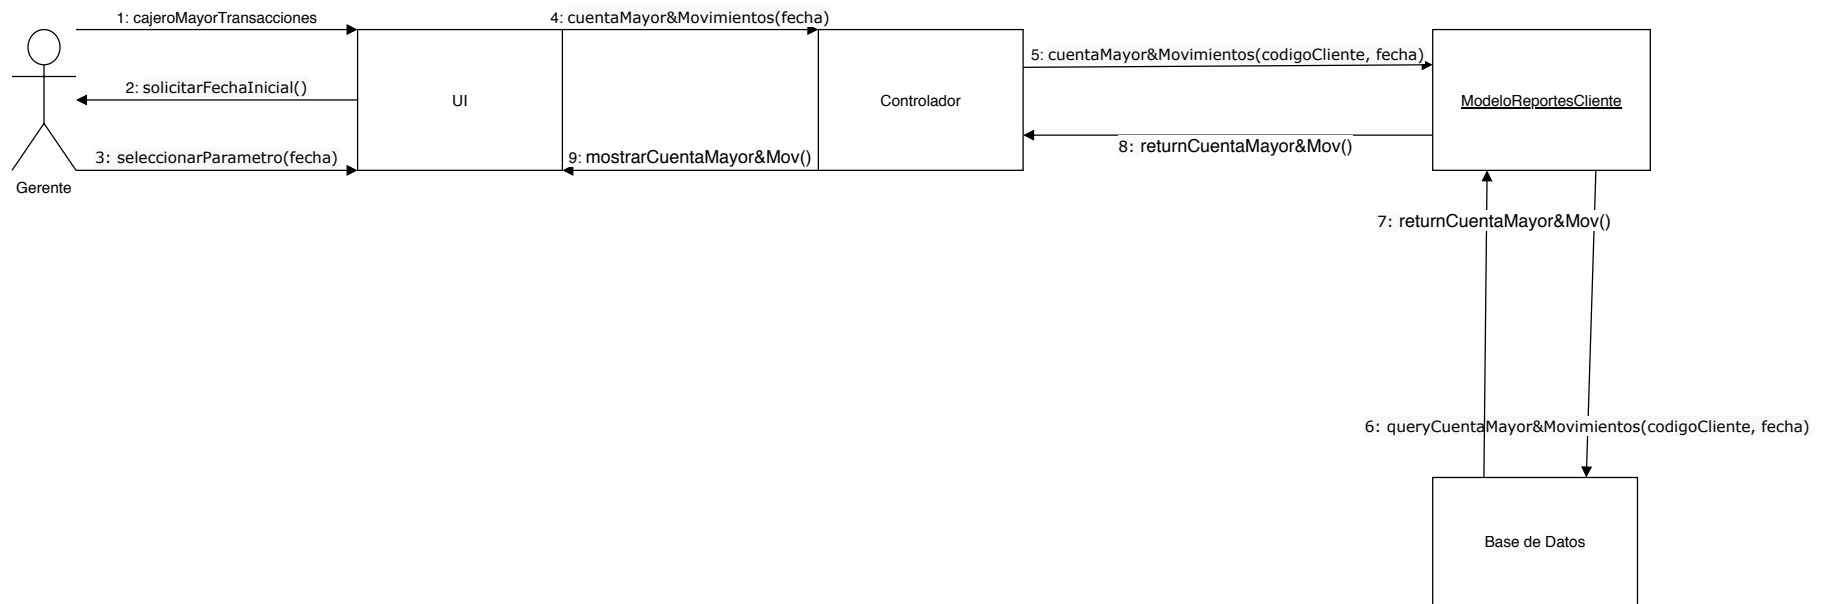 1: cajeroMayorTransacciones
4: cuentaMayor&Movimientos(fecha)
5: cuentaMayor&Movimientos(codigoCliente, fecha)
2: solicitarFechaInicial()
UI
Controlador
ModeloReportesCliente
3: seleccionarParametro(fecha)
9: mostrarCuentaMayor&Mov()
8: returnCuentaMayor&Mov()
Gerente
7: returnCuentaMayor&Mov()
6: queryCuentaMayor&Movimientos(codigoCliente, fecha)
Base de Datos